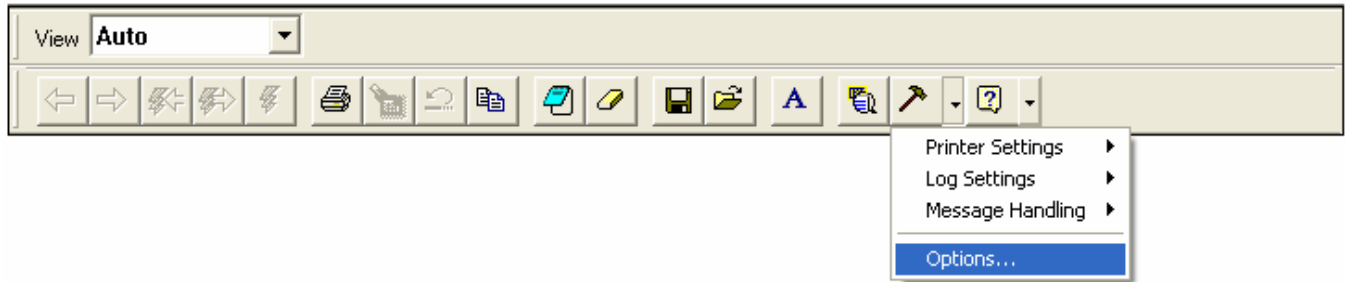 View Auto
A
Printer Settings
Log Settings
Message Handling
Options...